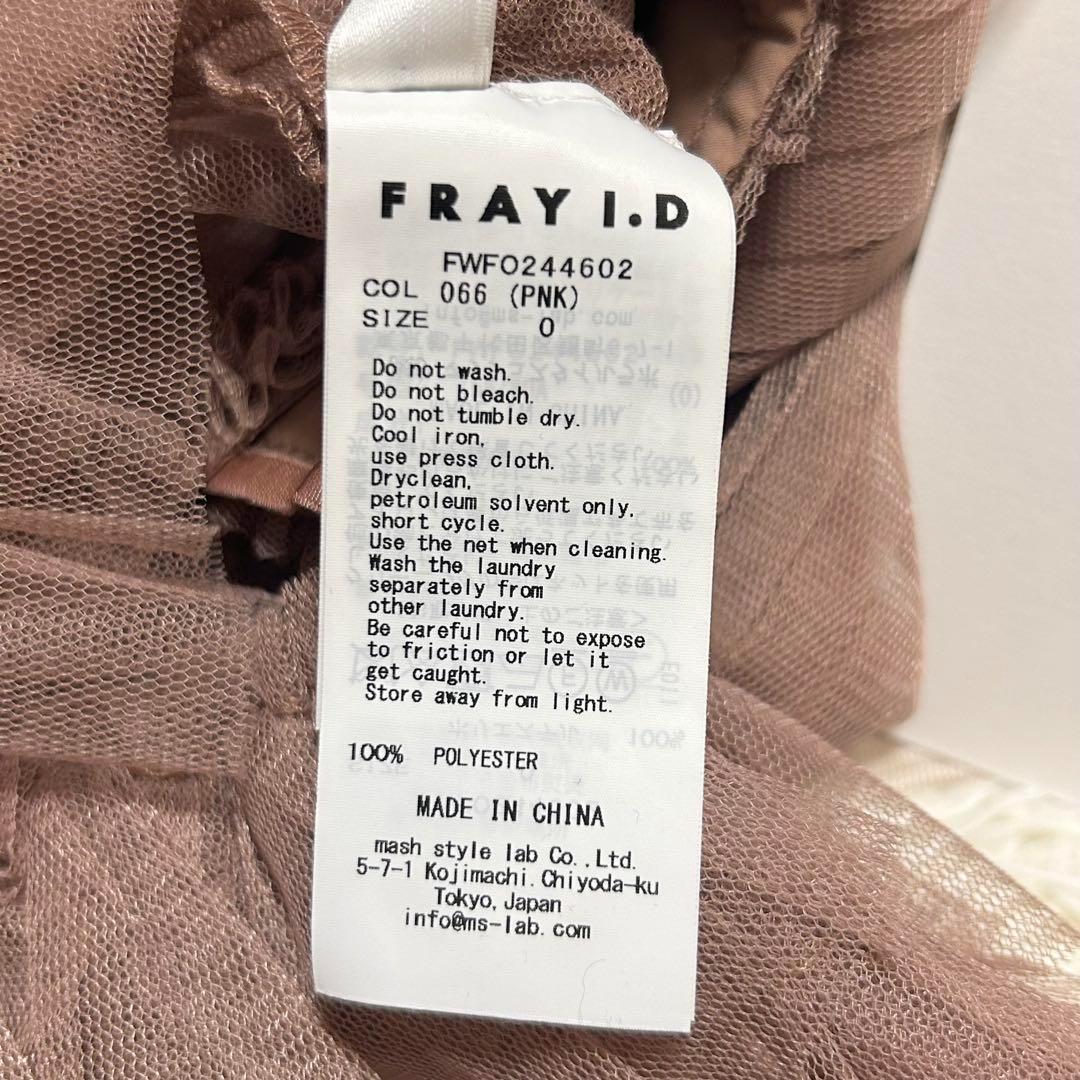 FRAY I.D
FWFO244602
COL 066 (PNK)
SIZE 0
Do not wash.
Do not bleach.
Do not tumble dry.
Cool iron,
use press cloth.
Dryclean,
petroleum solvent only,
short cycle.
Use the net when cleaning.
Wash the laundry
separately from
other laundry.
Be careful not to expose
to friction or let it
get caught.
Store away from light.
100% POLYESTER
MADE IN CHINA
mash style lab Co.,Ltd.
5-7-1 Kojimachi.Chiyoda-ku
Tokyo, Japan
info@ms-lab.com